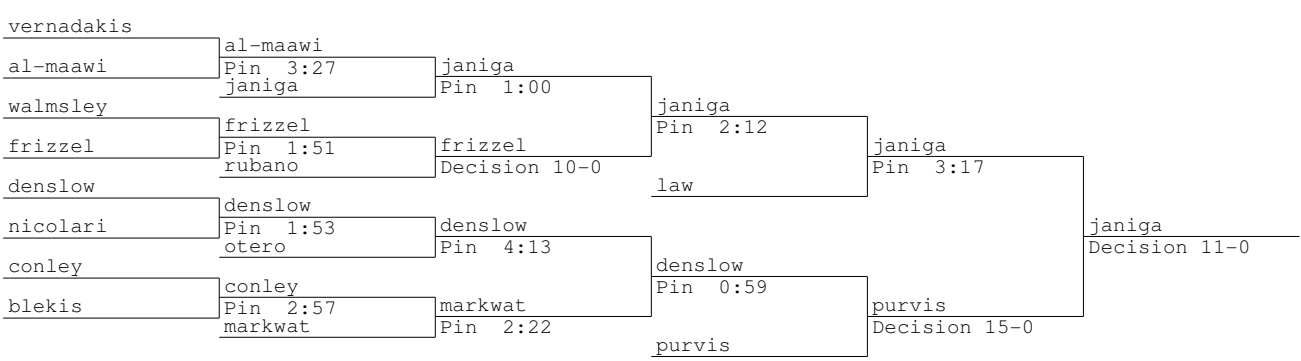 vernadakis
al-maawi
al-maawi
Pin 3:27
janiga
janiga
Pin 1:00
walmsley
janiga
Pin 2:12
frizzel
frizzel
Pin 1:51
rubano
frizzel
Decision 10-0
janiga
Pin 3:17
denslow
law
nicolari
denslow
Pin 1:53
otero
denslow
Pin 4:13
janiga
Decision 11-0
conley
denslow
Pin 0:59
blekis
conley
Pin 2:57
markwat
markwat
Pin 2:22
purvis
Decision 15-0
purvis